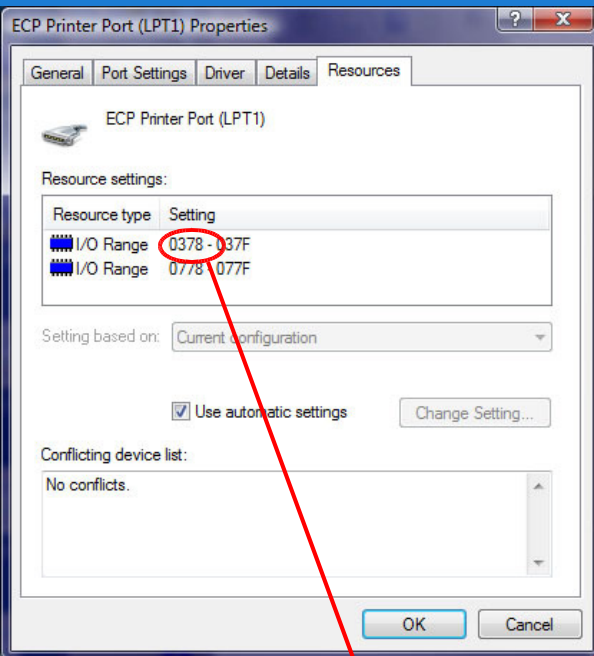 ECP Printer Port (LPT1) Properties
? X
General Port Settings Driver Details Resources
ECP Printer Port (LPT1)
Resource settings:
Resource type Setting
I/O Range 0378 - 037F
I/O Range 0778 - 077F
Setting based on: Current configuration
Use automatic settings Change Setting...
Conflicting device list:
No conflicts.
OK Cancel